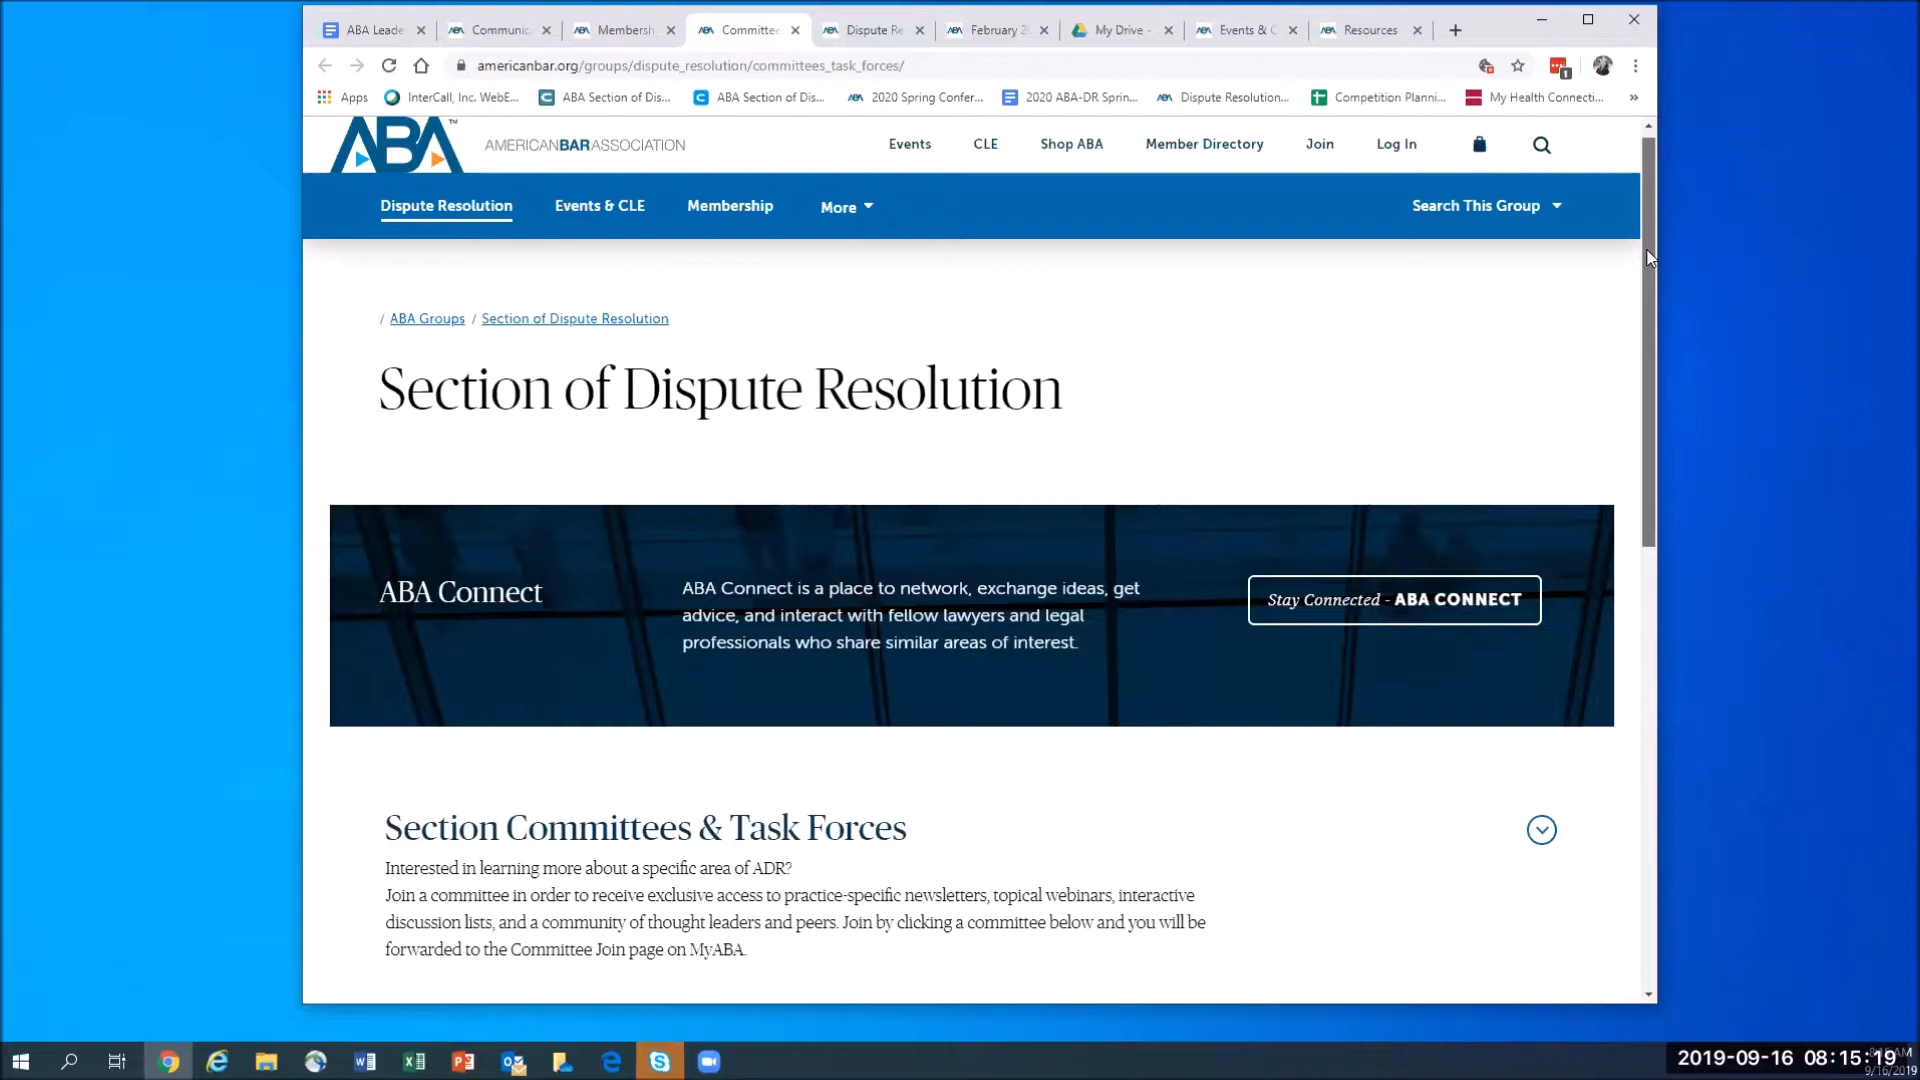 ABA Leade
Communic
Membersh
Committee
Dispute Re
February 2
My Drive -
Events & C
Resources
americanbar.org/groups/dispute_resolution/committees_task_forces/
Apps
InterCall, Inc. WebE...
ABA Section of Dis...
ABA Section of Dis...
2020 Spring Confer...
2020 ABA-DR Sprin...
Dispute Resolution...
Competition Planni...
My Health Connecti...
»
ABA™
AMERICANBARASSOCIATION
Events
CLE
Shop ABA
Member Directory
Join
Log In
Dispute Resolution
Events & CLE
Membership
More
Search This Group
/ ABA Groups / Section of Dispute Resolution
Section of Dispute Resolution
ABA Connect
ABA Connect is a place to network, exchange ideas, get
advice, and interact with fellow lawyers and legal
professionals who share similar areas of interest.
Stay Connected - ABA CONNECT
Section Committees & Task Forces
Interested in learning more about a specific area of ADR?
Join a committee in order to receive exclusive access to practice-specific newsletters, topical webinars, interactive
discussion lists, and a community of thought leaders and peers. Join by clicking a committee below and you will be
forwarded to the Committee Join page on MyABA.
2019-09-16 08:15:19
9/16/2019